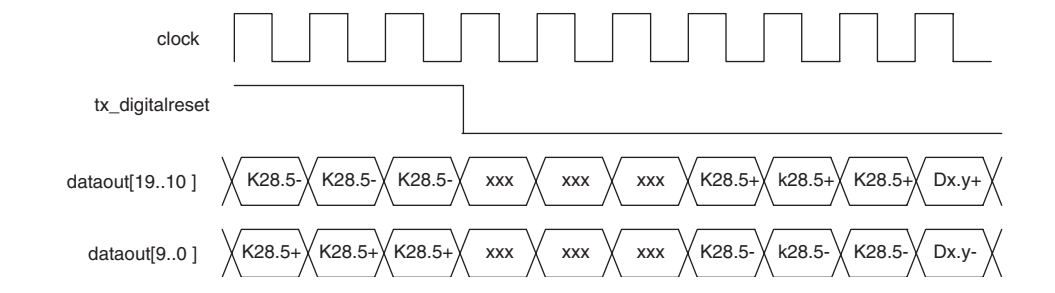 clock
tx_digitalreset
dataout[19..10 ] K28.5- K28.5- K28.5- xxx xxx xxx K28.5+ k28.5+ K28.5+ Dx.y+
dataout[9..0 ] K28.5+ K28.5+ K28.5+ xxx xxx xxx K28.5- k28.5- K28.5- Dx.y-